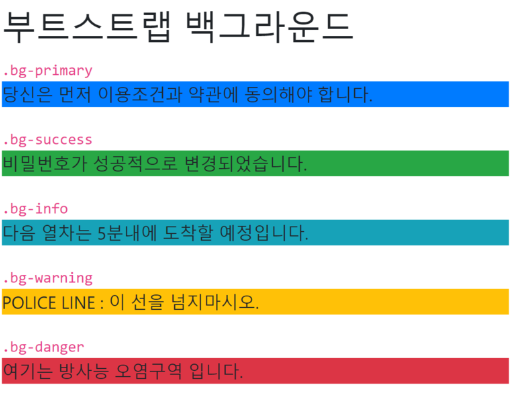 부트스트랩 백그라운드
.bg-primary
당신은 먼저 이용조건과 약관에 동의해야 합니다.
.bg-success
비밀번호가 성공적으로 변경되었습니다.
.bg-info
다음 열차는 5분내에 도착할 예정입니다.
.bg-warning
POLICE LINE : 이 선을 넘지마시오.
.bg-danger
여기는 방사능 오염구역 입니다.